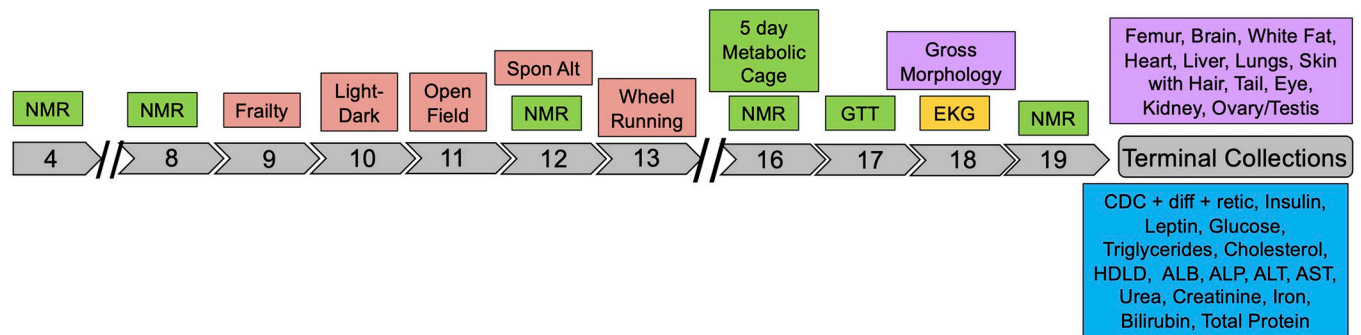 5 day
Metabolic
Cage
Femur, Brain, White Fat,
Heart, Liver, Lungs, Skin
with Hair, Tail, Eye,
Kidney, Ovary/Testis
Gross
Morphology
Spon Alt
Light-
Dark
Open
Field
Wheel
Running
NMR
NMR
Frailty
NMR
NMR
GTT
EKG
NMR
4
8
9
10
11
12
13
16
17
18
19
Terminal Collections
CDC + diff + retic, Insulin,
Leptin, Glucose,
Triglycerides, Cholesterol,
HDLD, ALB, ALP, ALT, AST,
Urea, Creatinine, Iron,
Bilirubin, Total Protein